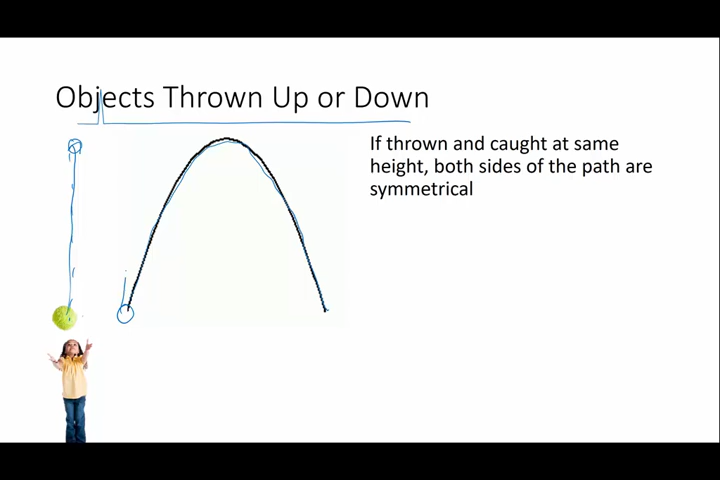 Objects Thrown Up or Down
If thrown and caught at same
height, both sides of the path are
symmetrical